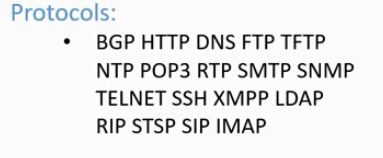 Protocols:
• BGP HTTP DNS FTP TFTP
NTP POP3 RTP SMTP SNMP
TELNET SSH XMPP LDAP
RIP STSP SIP IMAP